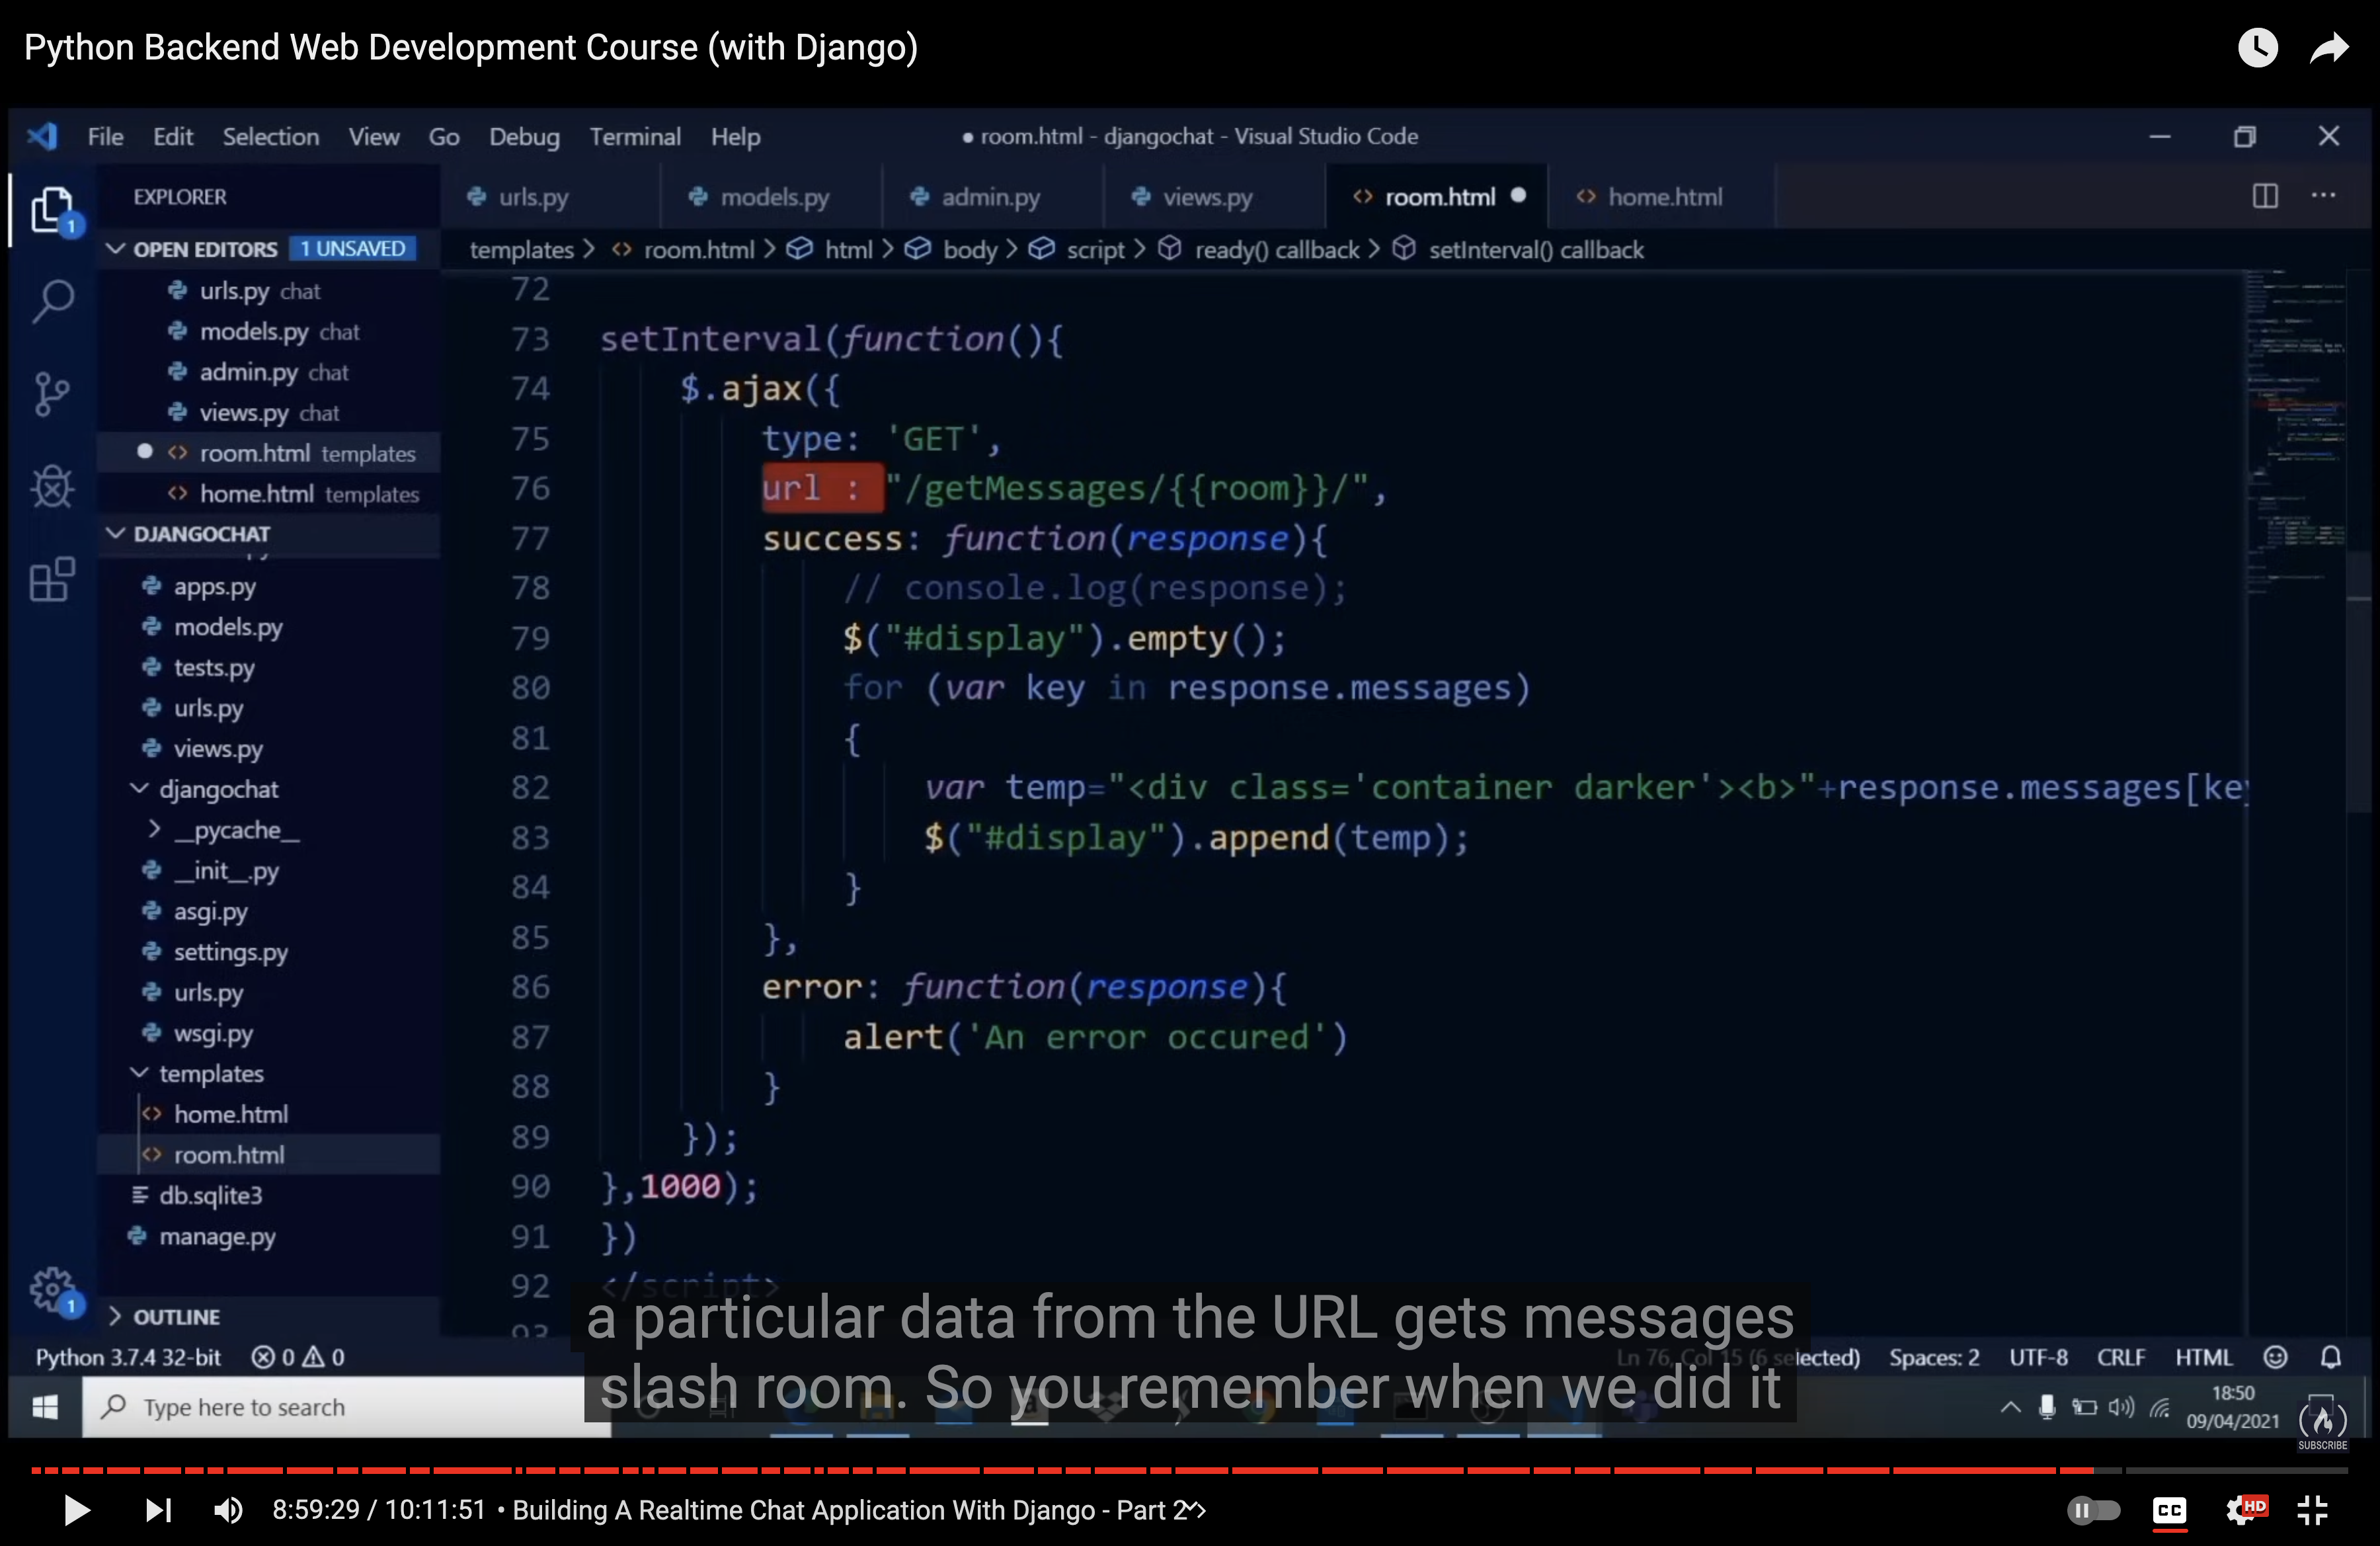 Python Backend Web Development Course (with Django)
File Edit Selection View Go Debug Terminal Help
● room.html - djangochat - Visual Studio Code
EXPLORER
OPEN EDITORS 1 UNSAVED
urls.py chat
models.py chat
admin.py chat
views.py chat
room.html templates
home.html templates
DJANGOCHAT
apps.py
models.py
tests.py
urls.py
views.py
djangochat
__pycache__
__init__.py
asgi.py
settings.py
urls.py
wsgi.py
templates
home.html
room.html
db.sqlite3
manage.py
OUTLINE
1
1
urls.py models.py admin.py views.py room.html home.html
templates > room.html > html > body > script > ready() callback > setInterval() callback
72
73 setInterval(function(){
74 $.ajax({
75 type: 'GET',
76 url : "/getMessages/{{room}}/",
77 success: function(response){
78 // console.log(response);
79 $("#display").empty();
80 for (var key in response.messages)
81 {
82 var temp="<div class='container darker'><b>"+response.messages[key
83 $("#display").append(temp);
84 }
85 },
86 error: function(response){
87 alert('An error occured')
88 }
89 });
90 },1000);
91 })
92 </script>
93
a particular data from the URL gets messages
slash room. So you remember when we did it
Python 3.7.4 32-bit 0 0 Ln 76, Col 15 (6 selected) Spaces: 2 UTF-8 CRLF HTML
Type here to search
18:50
09/04/2021
SUBSCRIBE
8:59:29 / 10:11:51 • Building A Realtime Chat Application With Django - Part 2
CC
HD